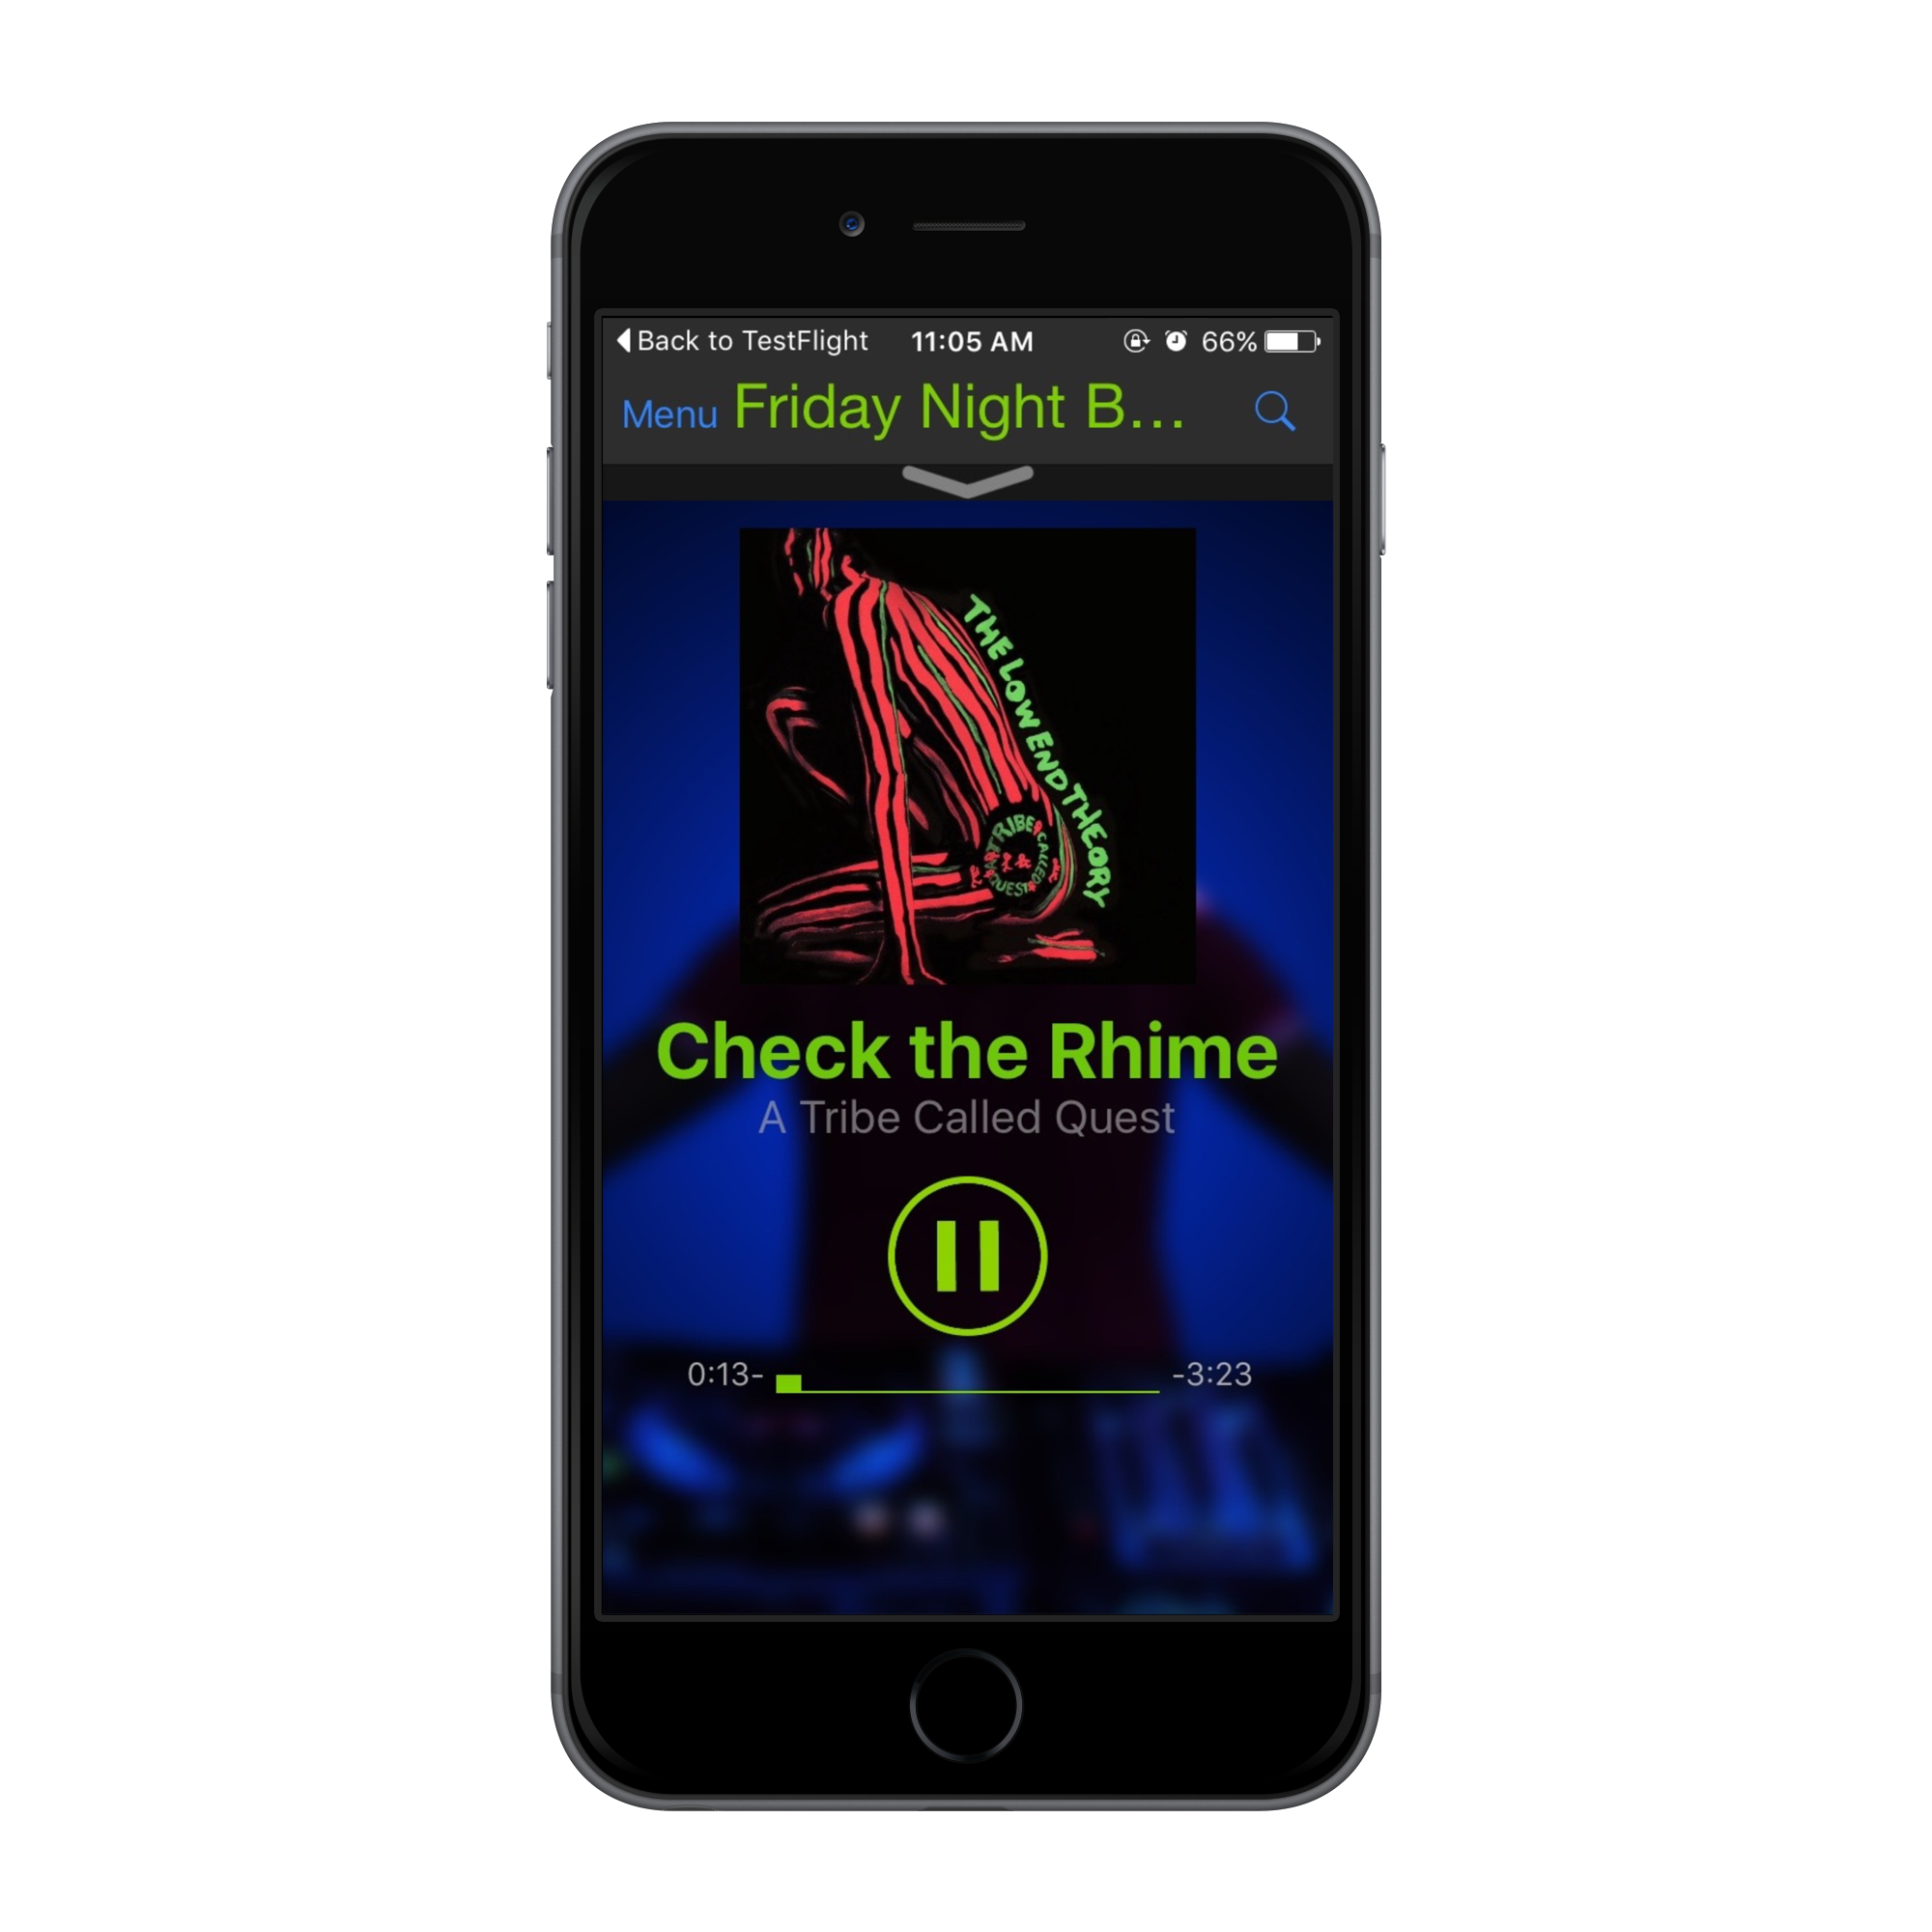 Back to TestFlight 11:05 AM 66%
Menu Friday Night B...
THE LOW END THEORY
A TRIBE CALLED QUEST
Check the Rhime
A Tribe Called Quest
0:13- -3:23